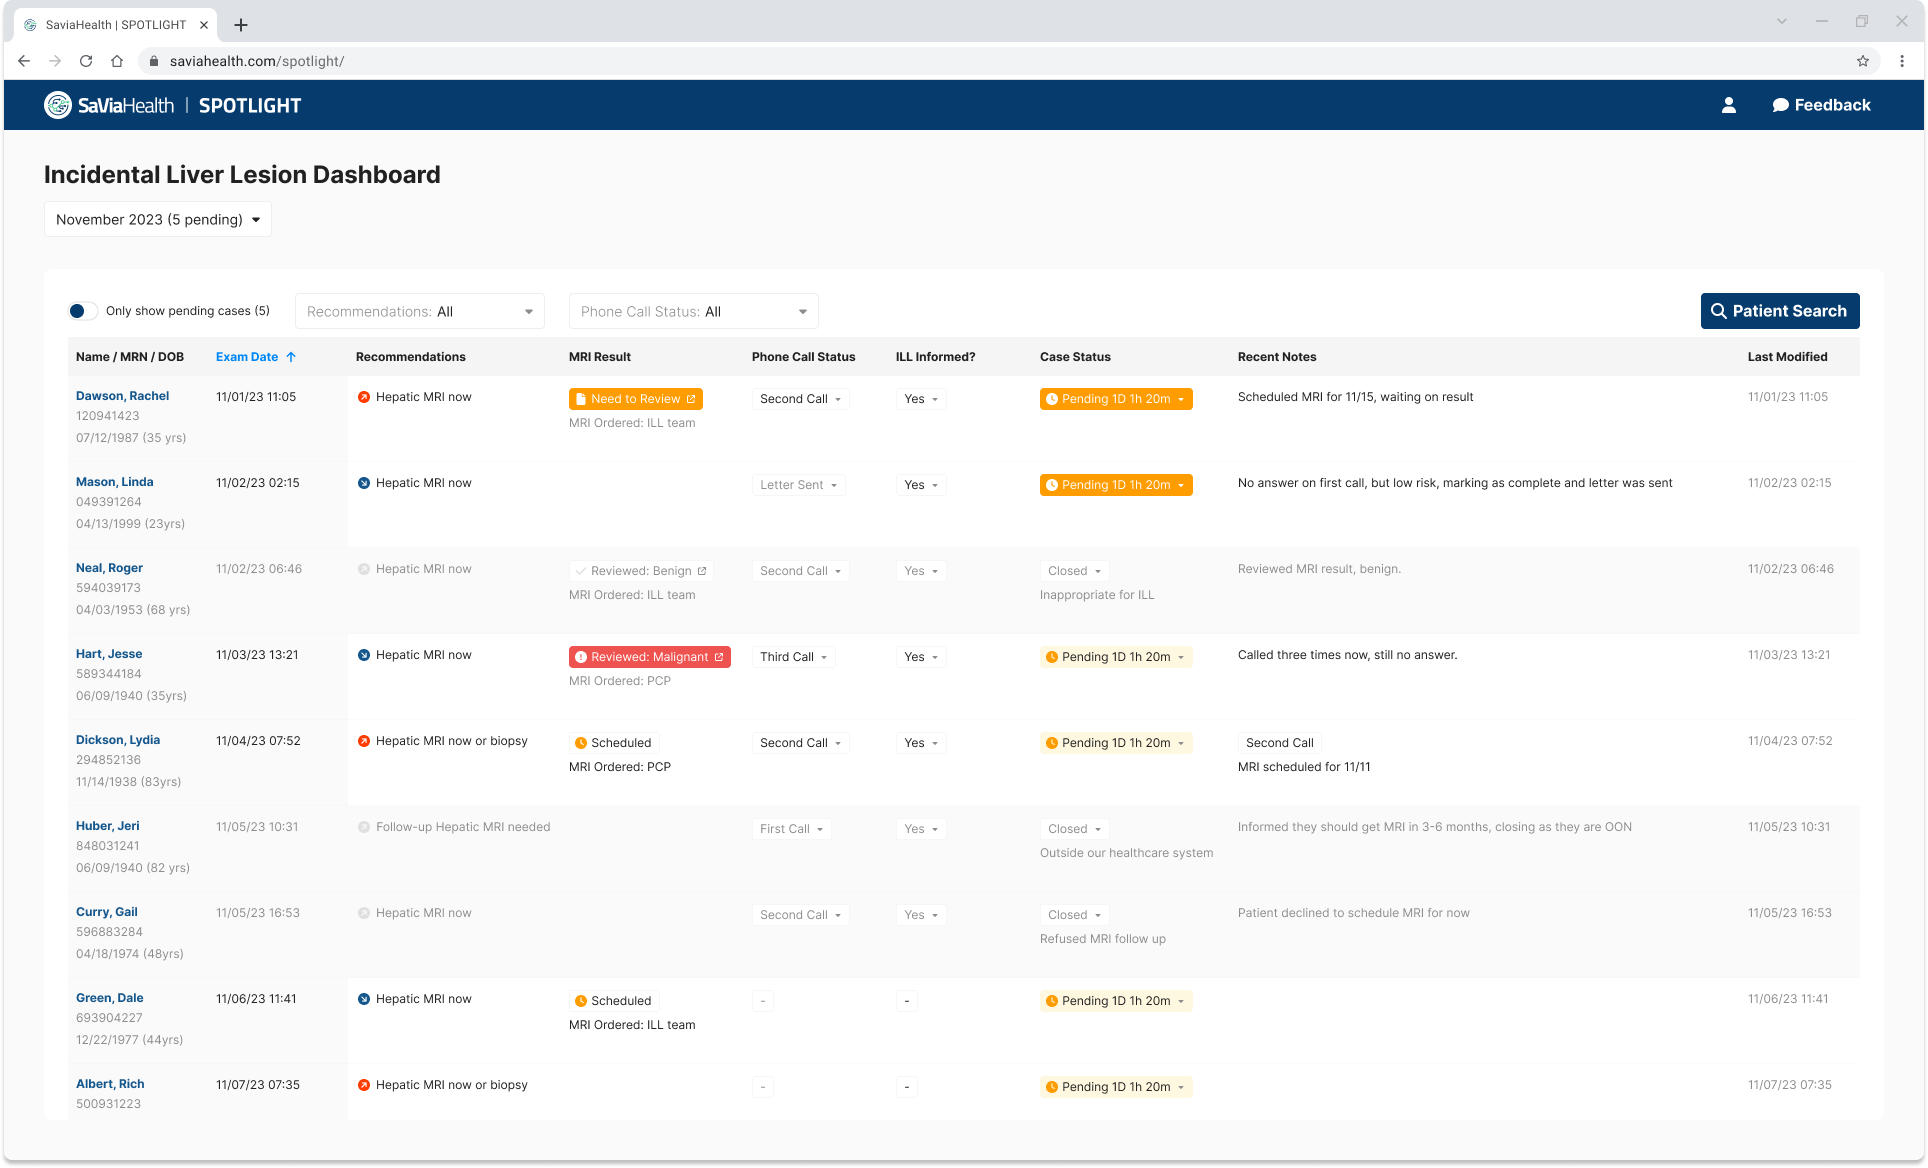 SaviaHealth | SPOTLIGHT
saviahealth.com/spotlight/
SaViaHealth | SPOTLIGHT
Feedback
Incidental Liver Lesion Dashboard
November 2023 (5 pending)
Only show pending cases (5)
Recommendations: All
Phone Call Status: All
Patient Search
Name / MRN / DOB Exam Date Recommendations MRI Result Phone Call Status ILL Informed? Case Status Recent Notes Last Modified
Dawson, Rachel 11/01/23 11:05 Hepatic MRI now Need to Review Second Call Yes Pending 1D 1h 20m Scheduled MRI for 11/15, waiting on result 11/01/23 11:05
120941423 MRI Ordered: ILL team
07/12/1987 (35 yrs)
Mason, Linda 11/02/23 02:15 Hepatic MRI now Letter Sent Yes Pending 1D 1h 20m No answer on first call, but low risk, marking as complete and letter was sent 11/02/23 02:15
049391264
04/13/1999 (23yrs)
Neal, Roger 11/02/23 06:46 Hepatic MRI now Reviewed: Benign Second Call Yes Closed Reviewed MRI result, benign. 11/02/23 06:46
594039173 MRI Ordered: ILL team Inappropriate for ILL
04/03/1953 (68 yrs)
Hart, Jesse 11/03/23 13:21 Hepatic MRI now Reviewed: Malignant Third Call Yes Pending 1D 1h 20m Called three times now, still no answer. 11/03/23 13:21
589344184 MRI Ordered: PCP
06/09/1940 (35yrs)
Dickson, Lydia 11/04/23 07:52 Hepatic MRI now or biopsy Scheduled Second Call Yes Pending 1D 1h 20m Second Call 11/04/23 07:52
294852136 MRI Ordered: PCP MRI scheduled for 11/11
11/14/1938 (83yrs)
Huber, Jeri 11/05/23 10:31 Follow-up Hepatic MRI needed First Call Yes Closed Informed they should get MRI in 3-6 months, closing as they are OON 11/05/23 10:31
848031241 Outside our healthcare system
06/09/1940 (82 yrs)
Curry, Gail 11/05/23 16:53 Hepatic MRI now Second Call Yes Closed Patient declined to schedule MRI for now 11/05/23 16:53
596883284 Refused MRI follow up
04/18/1974 (48yrs)
Green, Dale 11/06/23 11:41 Hepatic MRI now Scheduled - - Pending 1D 1h 20m 11/06/23 11:41
693904227 MRI Ordered: ILL team
12/22/1977 (44yrs)
Albert, Rich 11/07/23 07:35 Hepatic MRI now or biopsy - - Pending 1D 1h 20m 11/07/23 07:35
500931223